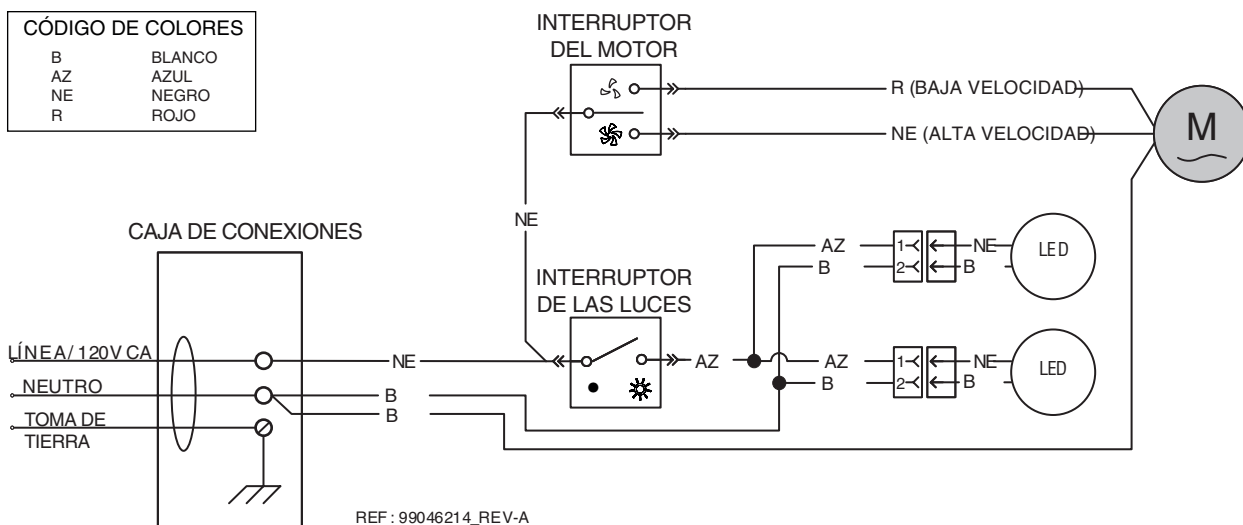 CÓDIGO DE COLORES
B BLANCO
AZ AZUL
NE NEGRO
R ROJO
INTERRUPTOR
DEL MOTOR
R (BAJA VELOCIDAD)
NE (ALTA VELOCIDAD)
M
NE
CAJA DE CONEXIONES
INTERRUPTOR
DE LAS LUCES
AZ 1 NE LED
B 2 B
LÍNEA/ 120V CA NE AZ AZ 1 NE LED
NEUTRO B B 2 B
B
TOMA DE
TIERRA
REF: 99046214_REV-A